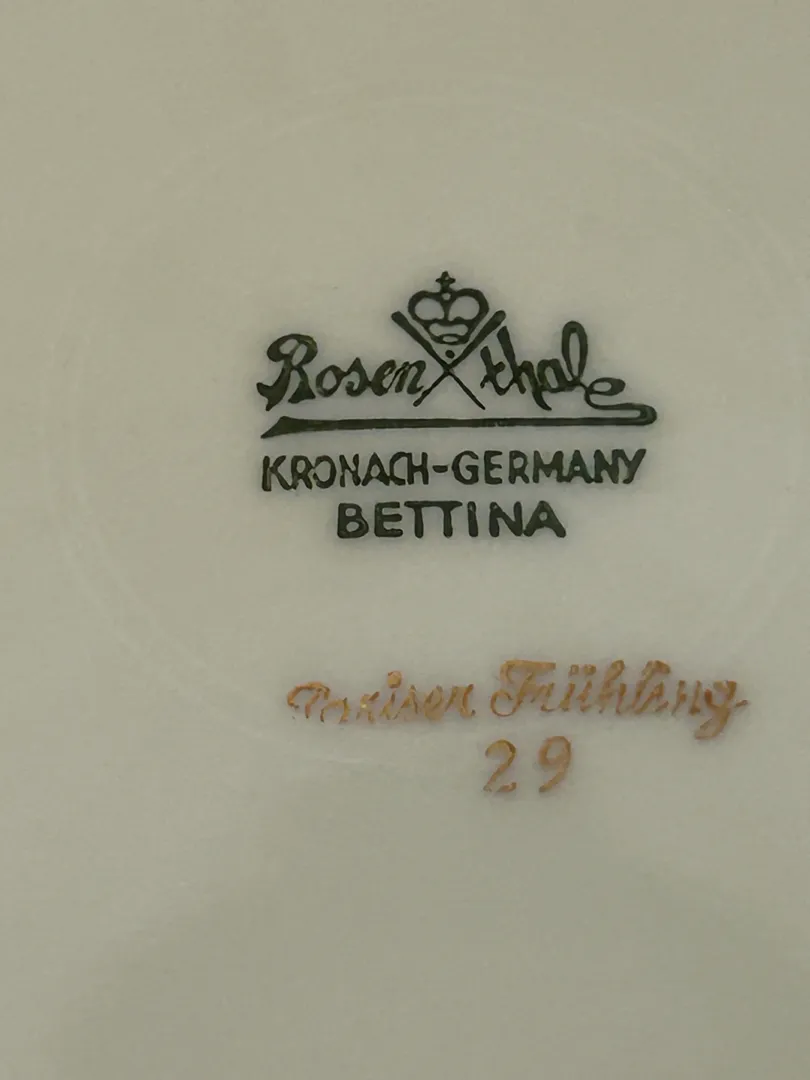 Rosenthal
KRONACH-GERMANY
BETTINA
Pariser Frühling
29